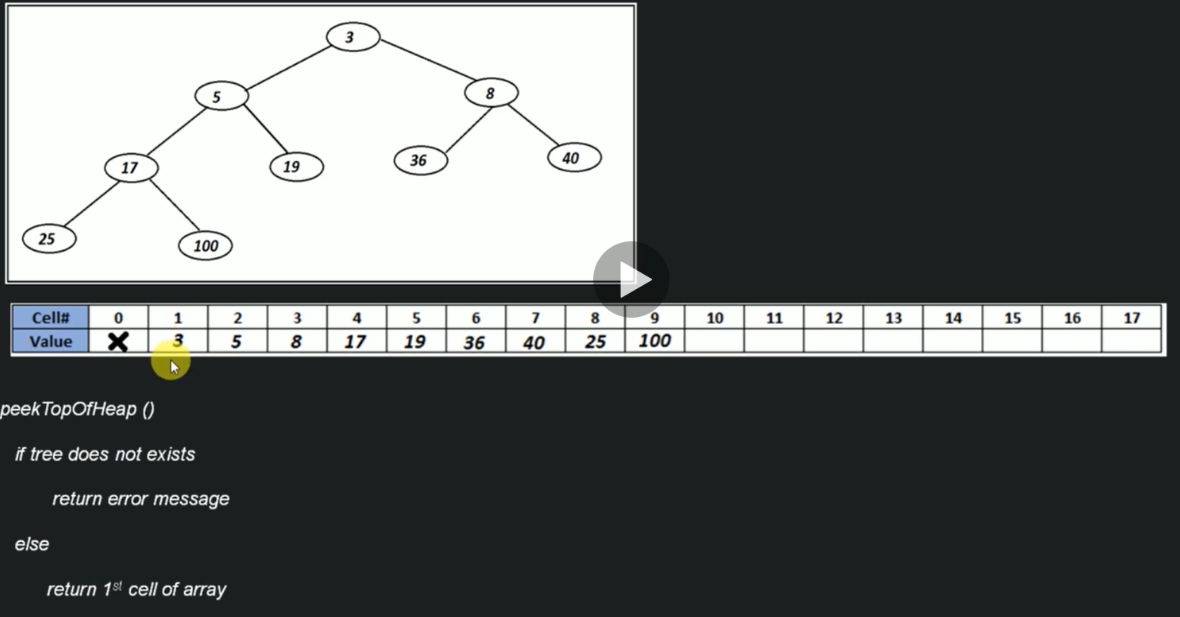 3
5
8
17
19
36
40
25
100
Cell# 0 1 2 3 4 5 6 7 8 9 10 11 12 13 14 15 16 17
Value ✕ 3 5 8 17 19 36 40 25 100
peekTopOfHeap ()
if tree does not exists
return error message
else
return 1st cell of array